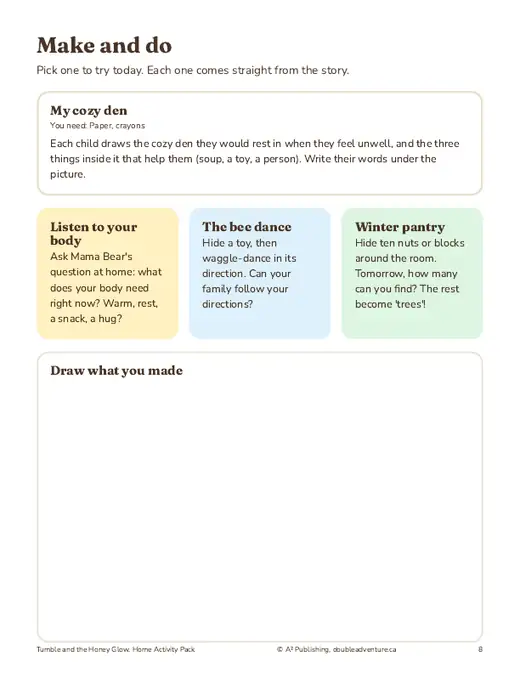 Make and do
Pick one to try today. Each one comes straight from the story.
My cozy den
You need: Paper, crayons
Each child draws the cozy den they would rest in when they feel unwell, and the three
things inside it that help them (soup, a toy, a person). Write their words under the
picture.
Listen to your
body
Ask Mama Bear's
question at home: what
does your body need
right now? Warm, rest,
a snack, a hug?
The bee dance
Hide a toy, then
waggle-dance in its
direction. Can your
family follow your
directions?
Winter pantry
Hide ten nuts or blocks
around the room.
Tomorrow, how many
can you find? The rest
become 'trees'!
Draw what you made
Tumble and the Honey Glow. Home Activity Pack
© A² Publishing, doubleadventure.ca
8